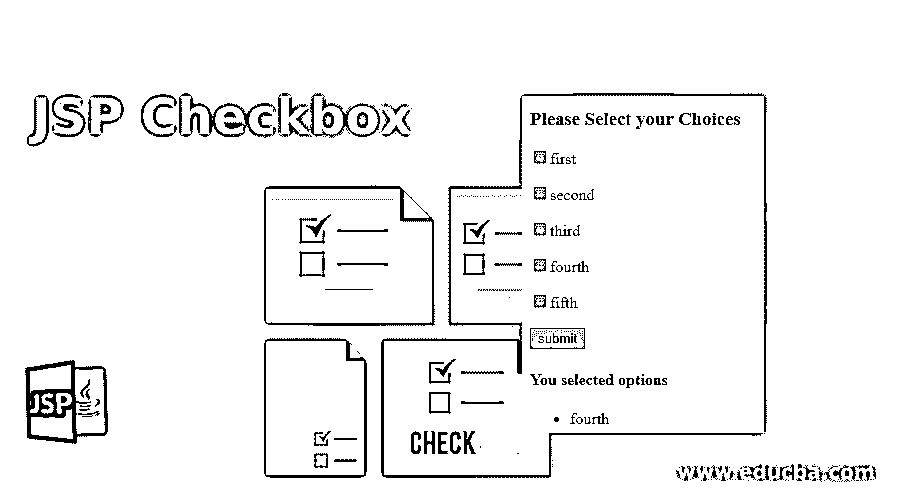 JSP Checkbox
Please Select your Choices
first
second
third
fourth
fifth
submit
You selected options
• fourth
JSP
CHECK
www.educba.com